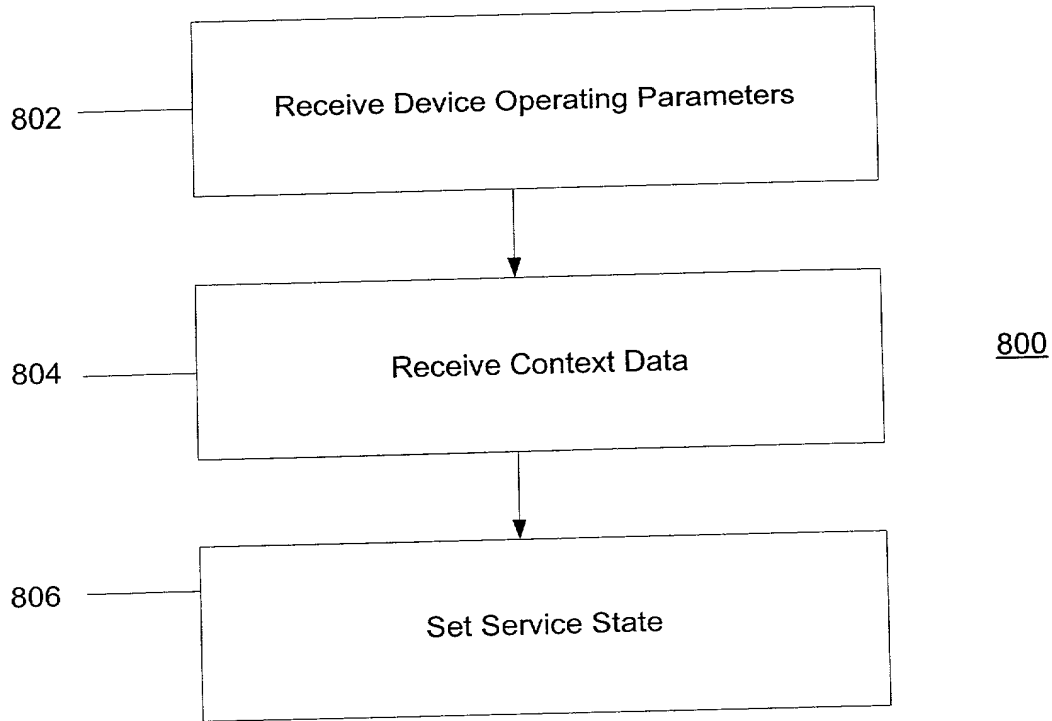 Receive Device Operating Parameters
802
Receive Context Data
804
800
Set Service State
806